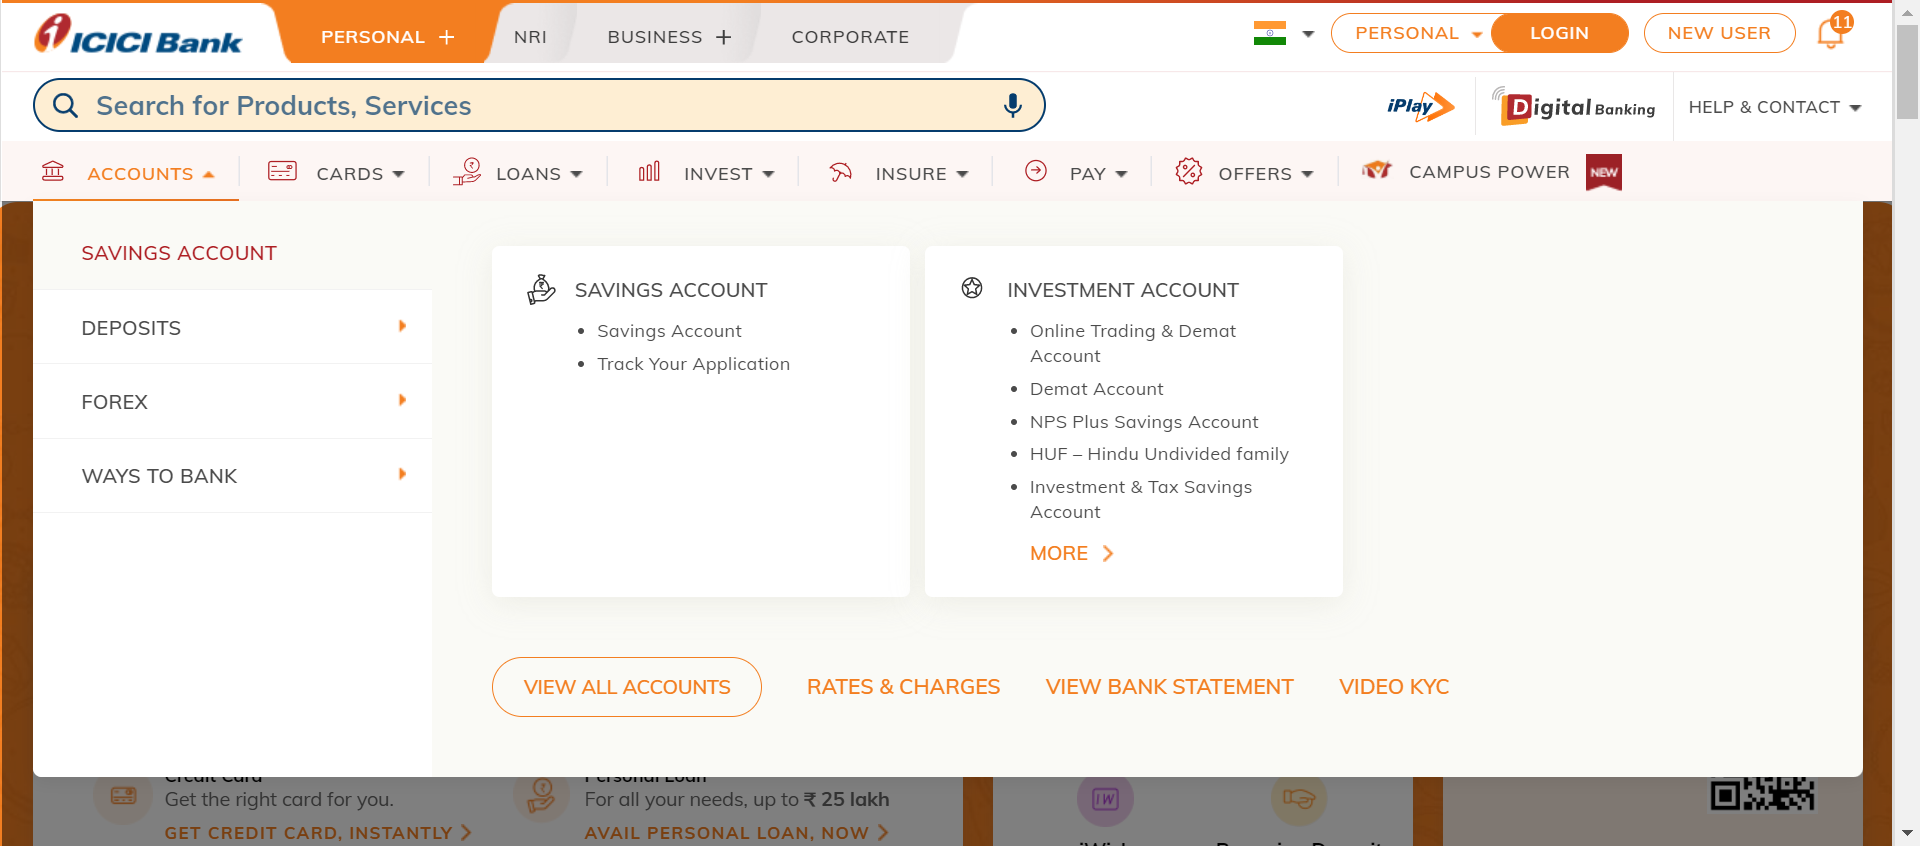 ICICI Bank
PERSONAL +
NRI
BUSINESS +
CORPORATE
PERSONAL
LOGIN
NEW USER
11
Search for Products, Services
iPlay
Digital Banking
HELP & CONTACT
ACCOUNTS
CARDS
LOANS
INVEST
INSURE
PAY
OFFERS
CAMPUS POWER
NEW
SAVINGS ACCOUNT
DEPOSITS
FOREX
WAYS TO BANK
SAVINGS ACCOUNT
• Savings Account
• Track Your Application
INVESTMENT ACCOUNT
• Online Trading & Demat
Account
• Demat Account
• NPS Plus Savings Account
• HUF – Hindu Undivided family
• Investment & Tax Savings
Account
MORE
VIEW ALL ACCOUNTS
RATES & CHARGES
VIEW BANK STATEMENT
VIDEO KYC
Credit Card
Get the right card for you.
GET CREDIT CARD, INSTANTLY
Personal Loan
For all your needs, up to ₹ 25 lakh
AVAIL PERSONAL LOAN, NOW
IW